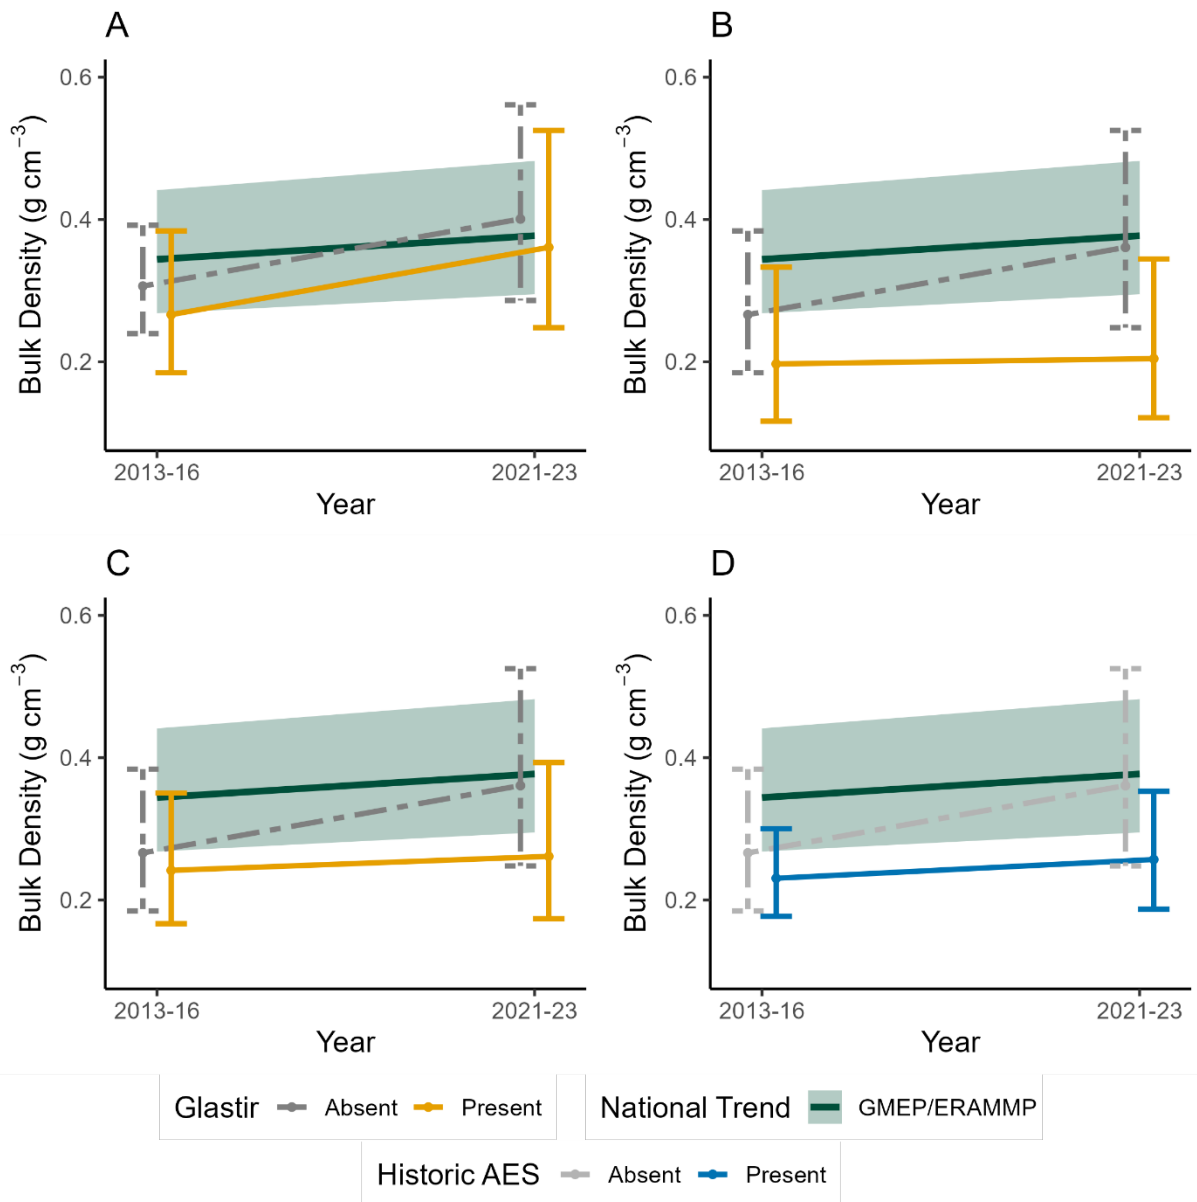 A
B
Bulk Density (g cm⁻³)
0.6
0.4
0.2
2013-16
2021-23
Year
Bulk Density (g cm⁻³)
0.6
0.4
0.2
2013-16
2021-23
Year
C
D
Bulk Density (g cm⁻³)
0.6
0.4
0.2
2013-16
2021-23
Year
Bulk Density (g cm⁻³)
0.6
0.4
0.2
2013-16
2021-23
Year
Glastir Absent Present
National Trend GMEP/ERAMMP
Historic AES Absent Present